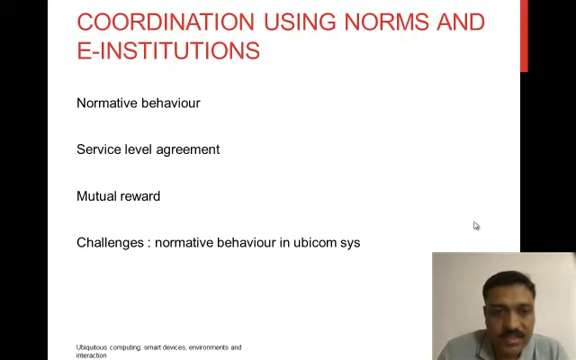 COORDINATION USING NORMS AND
E-INSTITUTIONS
Normative behaviour
Service level agreement
Mutual reward
Challenges : normative behaviour in ubicom sys
Ubiquitous computing: smart devices, environments and
interaction